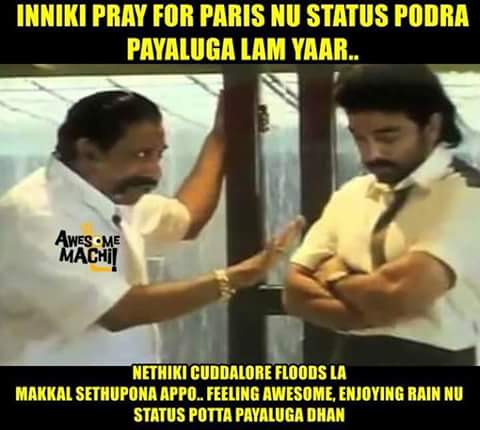 INNIKI PRAY FOR PARIS NU STATUS PODRA
PAYALUGA LAM YAAR..
AWESOME
MACHI!
NETHIKI CUDDALORE FLOODS LA
MAKKAL SETHUPONA APPO.. FEELING AWESOME, ENJOYING RAIN NU
STATUS POTTA PAYALUGA DHAN